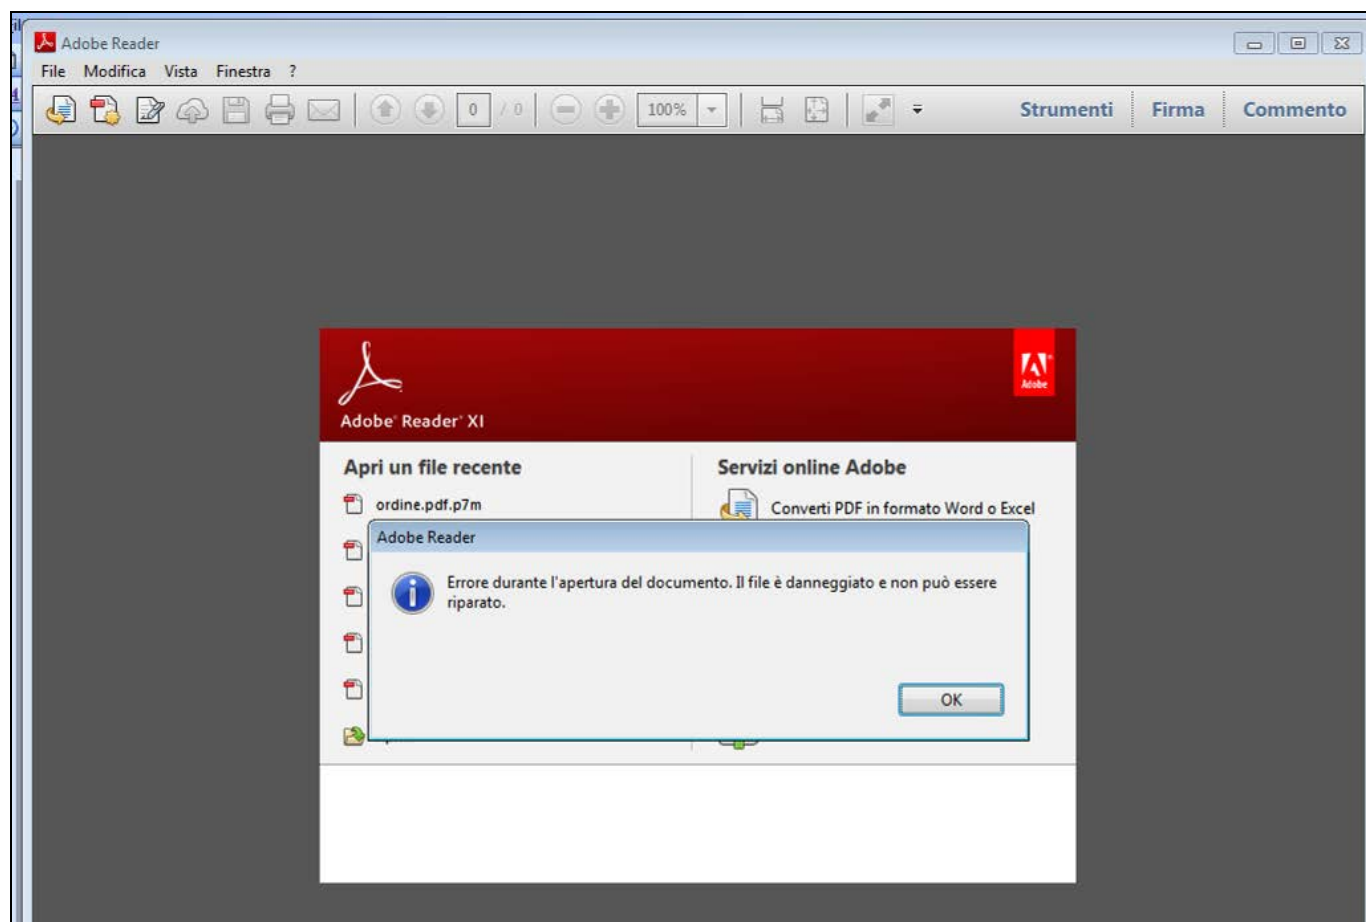 Adobe Reader
File Modifica Vista Finestra ?
0 / 0 100% Strumenti Firma Commento
Adobe
Adobe® Reader® XI
Apri un file recente
Servizi online Adobe
ordine.pdf.p7m
Converti PDF in formato Word o Excel
Adobe Reader
Errore durante l'apertura del documento. Il file è danneggiato e non può essere
riparato.
OK